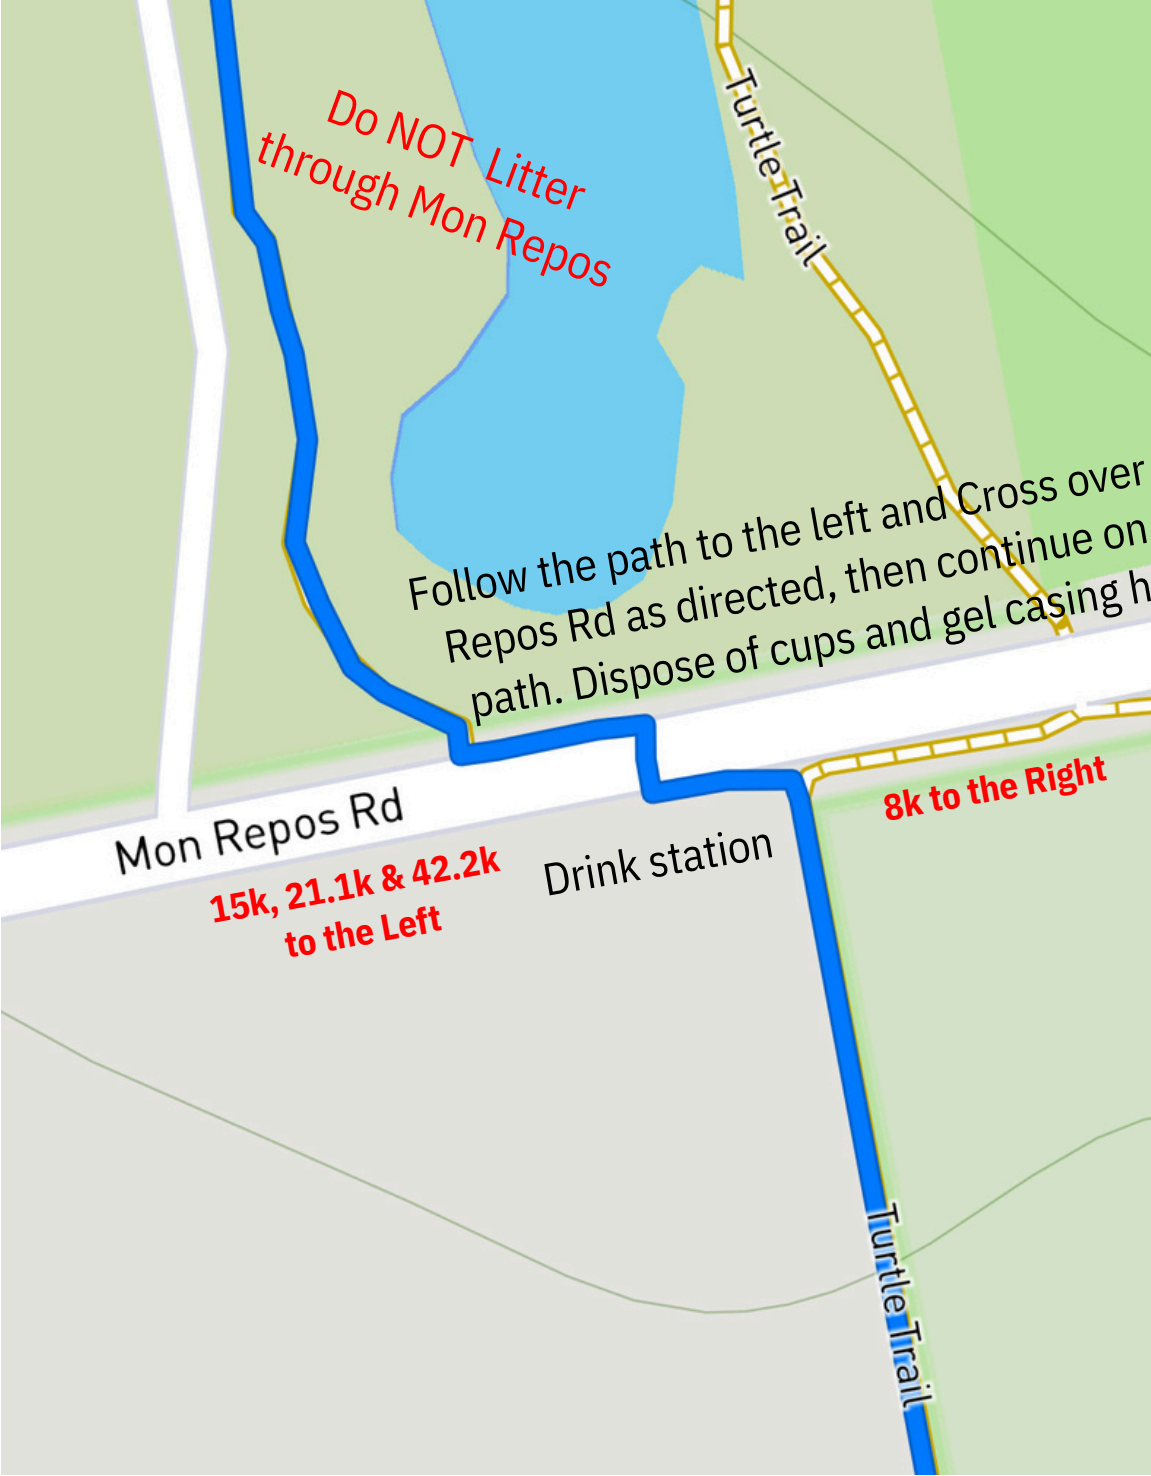 Turtle Trail
Do NOT Litter
through Mon Repos
Follow the path to the left and Cross over
Repos Rd as directed, then continue on
path. Dispose of cups and gel casing h
8k to the Right
Mon Repos Rd
Drink station
15k, 21.1k & 42.2k
to the Left
Turtle Trail